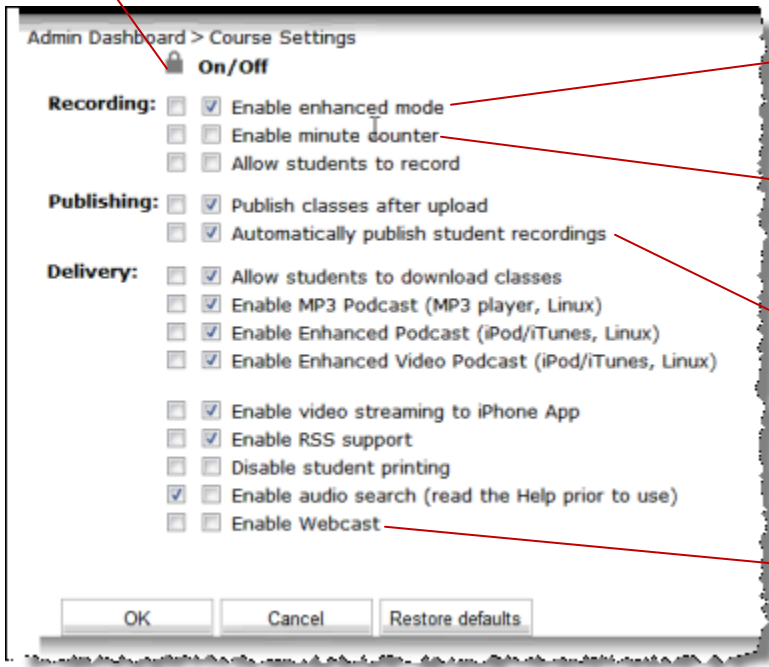 Admin Dashboard > Course Settings
On/Off
Recording: Enable enhanced mode
Enable minute counter
Allow students to record
Publishing: Publish classes after upload
Automatically publish student recordings
Delivery: Allow students to download classes
Enable MP3 Podcast (MP3 player, Linux)
Enable Enhanced Podcast (iPod/iTunes, Linux)
Enable Enhanced Video Podcast (iPod/iTunes, Linux)
Enable video streaming to iPhone App
Enable RSS support
Disable student printing
Enable audio search (read the Help prior to use)
Enable Webcast
OK Cancel Restore defaults